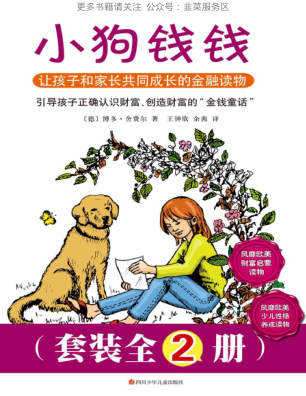 更多书籍请关注 公众号：韭菜服务区
小狗钱钱
让孩子和家长共同成长的金融读物
引导孩子正确认识财富、创造财富的“金钱童话”
〔德〕博多·舍费尔 著 王钟欣 余茜 译
风靡欧美
财富启蒙
读物
风靡欧美
少儿性格
养成读物
（套装全2册）
四川少年儿童出版社